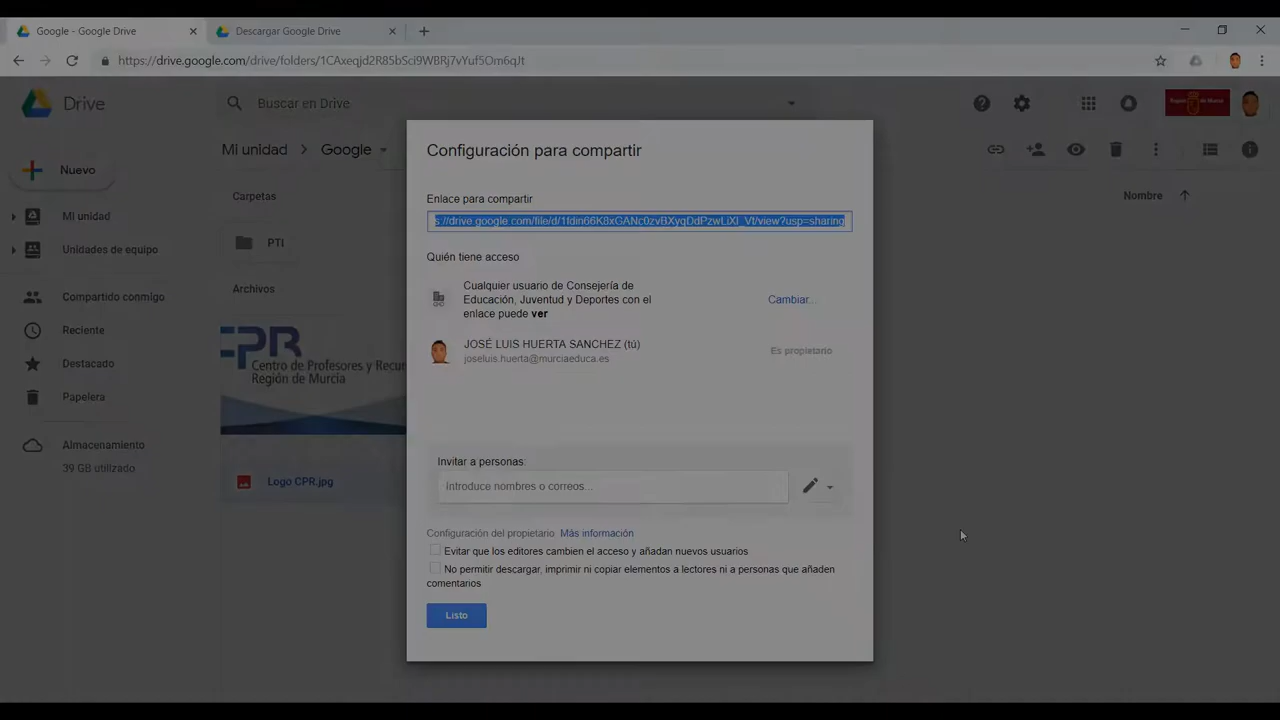 Google - Google Drive
Descargar Google Drive
https://drive.google.com/drive/folders/1CAxeqjd2R85bSci9WBRj7vYuf5Om6qJt
Drive
Buscar en Drive
Región de Murcia
Mi unidad > Google
Nuevo
Mi unidad
Unidades de equipo
Compartido conmigo
Reciente
Destacado
Papelera
Almacenamiento
39 GB utilizado
Carpetas
Nombre
PTI
Archivos
CPR
Centro de Profesores y Recur
Región de Murcia
Logo CPR.jpg
Configuración para compartir
Enlace para compartir
s://drive.google.com/file/d/1fdin66K8xGANc0zvBXyqDdPzwLiXl_Vf/view?usp=sharing
Quién tiene acceso
Cualquier usuario de Consejería de
Educación, Juventud y Deportes con el
enlace puede ver
Cambiar...
JOSÉ LUIS HUERTA SANCHEZ (tú)
joseluis.huerta@murciaeduca.es
Es propietario
Invitar a personas:
Introduce nombres o correos...
Configuración del propietario Más información
Evitar que los editores cambien el acceso y añadan nuevos usuarios
No permitir descargar, imprimir ni copiar elementos a lectores ni a personas que añaden
comentarios
Listo